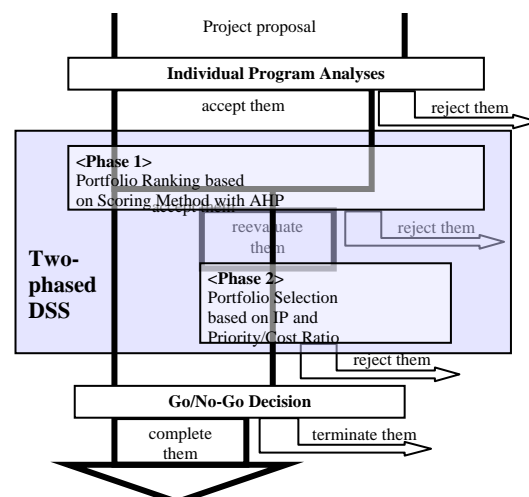 Project proposal
Individual Program Analyses
accept them
reject them
<Phase 1>
Portfolio Ranking based
on Scoring Method with AHP
accept them
reevaluate
them
reject them
Two-
phased
DSS
<Phase 2>
Portfolio Selection
based on IP and
Priority/Cost Ratio
reject them
Go/No-Go Decision
complete
them
terminate them